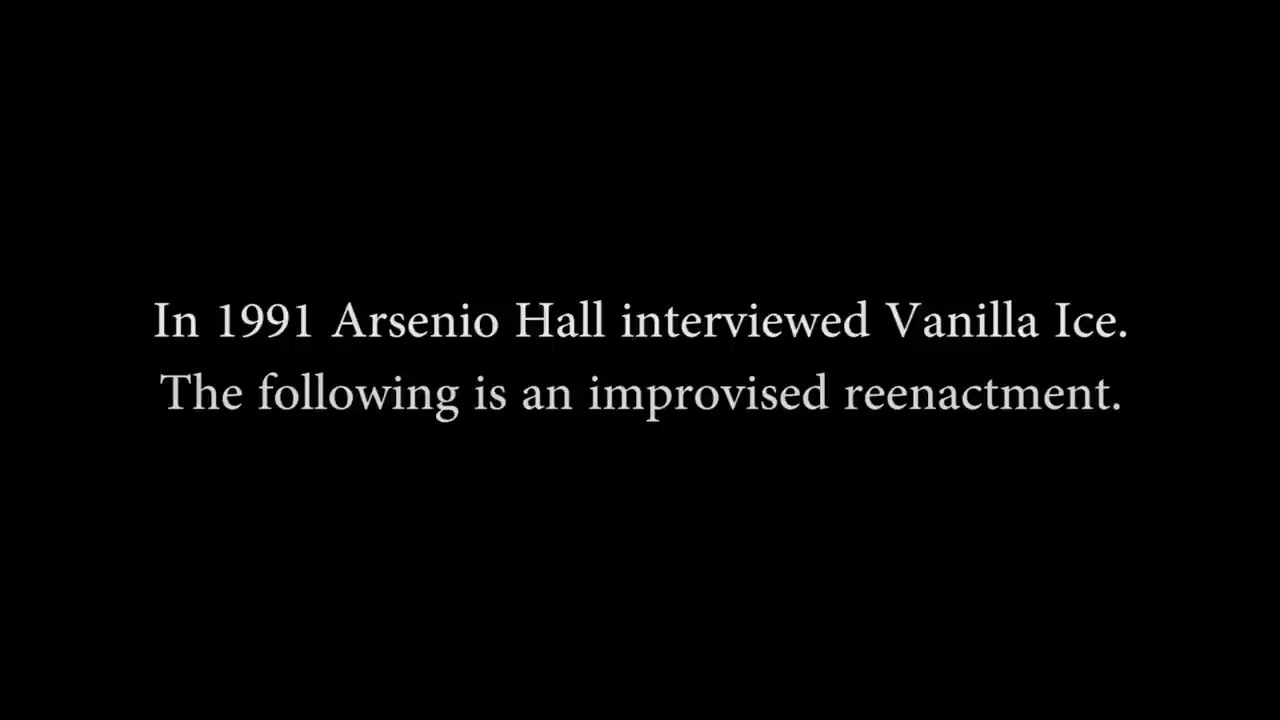 In 1991 Arsenio Hall interviewed Vanilla Ice.
The following is an improvised reenactment.